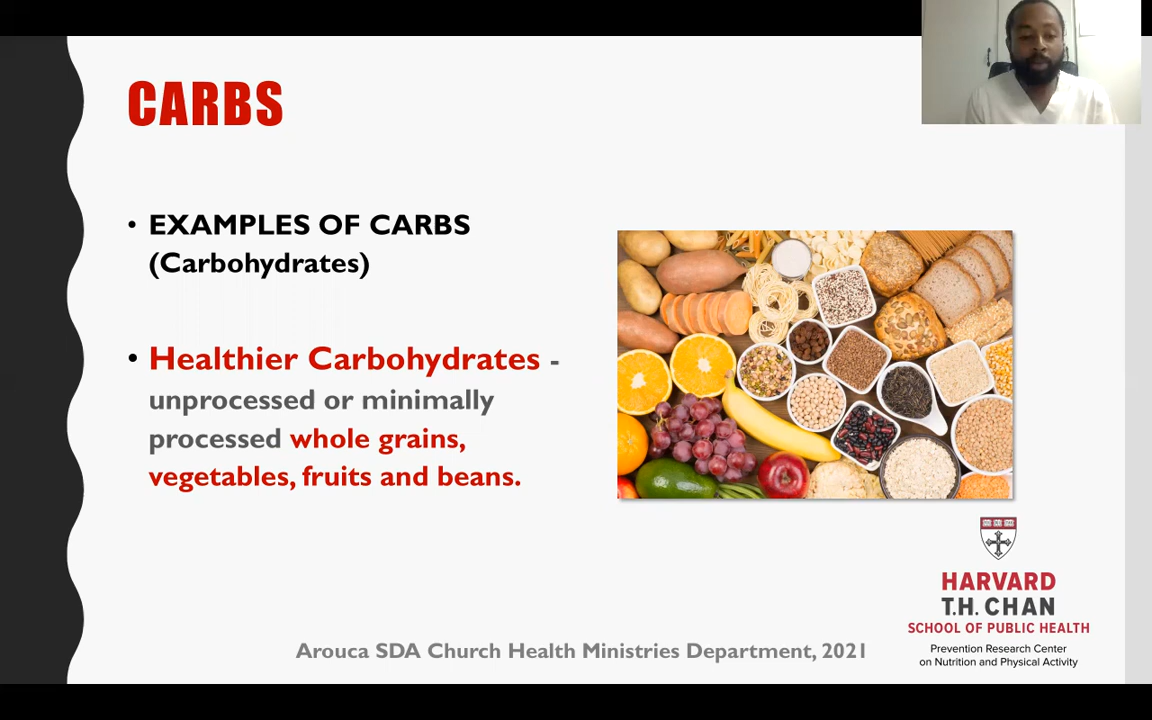 CARBS
• EXAMPLES OF CARBS
(Carbohydrates)
• Healthier Carbohydrates -
unprocessed or minimally
processed whole grains,
vegetables, fruits and beans.
HARVARD
T.H. CHAN
SCHOOL OF PUBLIC HEALTH
Prevention Research Center
on Nutrition and Physical Activity
Arouca SDA Church Health Ministries Department, 2021